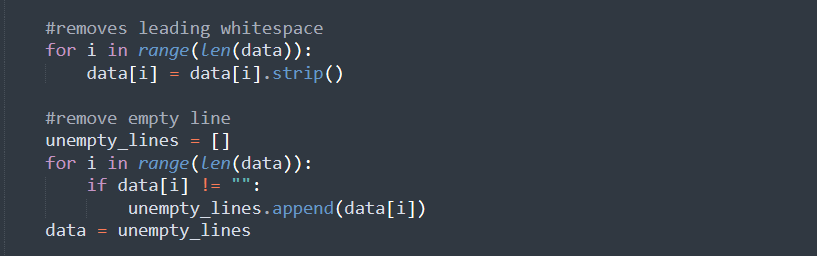 #removes leading whitespace
for i in range(len(data)):
    data[i] = data[i].strip()
#remove empty line
unempty_lines = []
for i in range(len(data)):
    if data[i] != "":
        unempty_lines.append(data[i])
data = unempty_lines